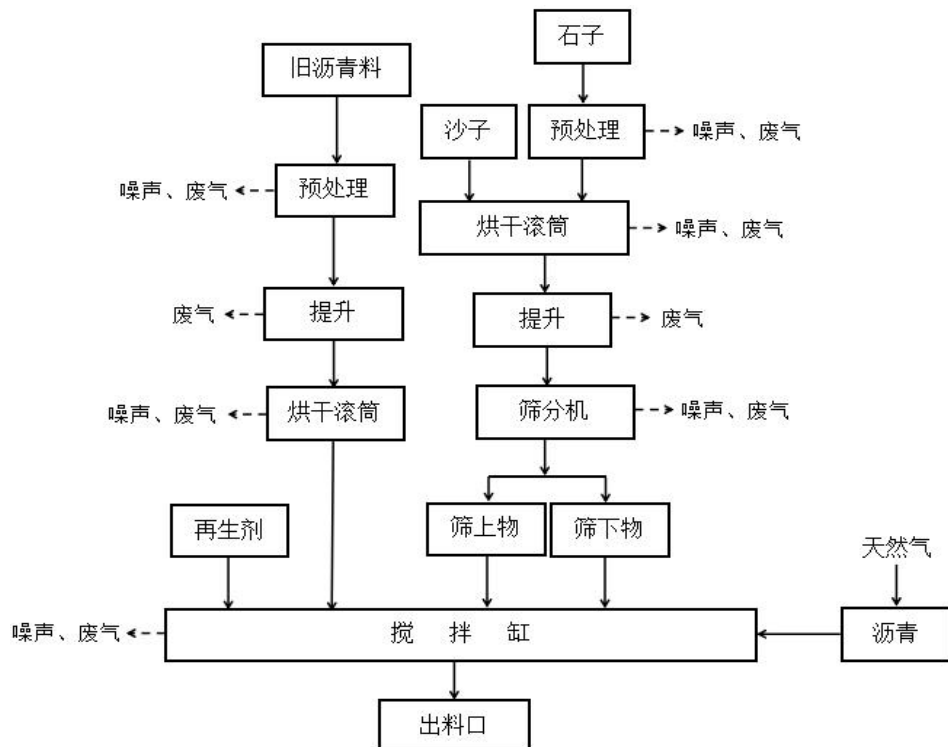 石子
旧沥青料
沙子
预处理
噪声、废气
噪声、废气
预处理
烘干滚筒
噪声、废气
废气
提升
提升
废气
噪声、废气
烘干滚筒
筛分机
噪声、废气
再生剂
筛上物
筛下物
天然气
噪声、废气
搅 拌 缸
沥青
出料口